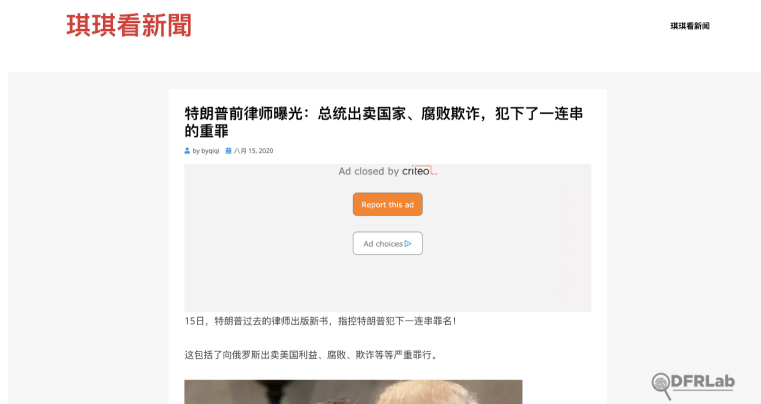 琪琪看新聞
琪琪看新闻
特朗普前律师曝光：总统出卖国家、腐败欺诈，犯下了一连串
的重罪
by byqiqi 八月 15, 2020
Ad closed by criteo
Report this ad
Ad choices
15日，特朗普过去的律师出版新书，指控特朗普犯下一连串罪名！
这包括了向俄罗斯出卖美国利益、腐败、欺诈等等严重罪行。
DFRLab